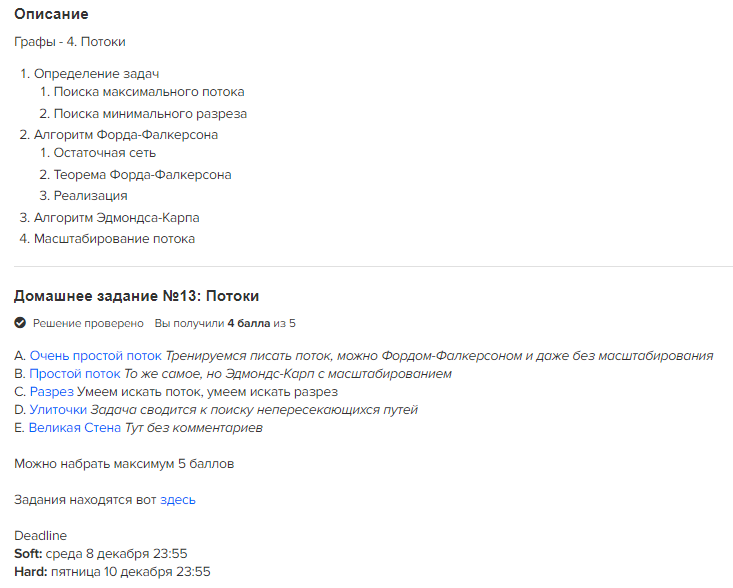 Описание
Графы - 4. Потоки
1. Определение задач
1. Поиска максимального потока
2. Поиска минимального разреза
2. Алгоритм Форда-Фалкерсона
1. Остаточная сеть
2. Теорема Форда-Фалкерсона
3. Реализация
3. Алгоритм Эдмондса-Карпа
4. Масштабирование потока
Домашнее задание №13: Потоки
Решение проверено Вы получили 4 балла из 5
A. Очень простой поток Тренируемся писать поток, можно Фордом-Фалкерсоном и даже без масштабирования
B. Простой поток То же самое, но Эдмондс-Карп с масштабированием
C. Разрез Умеем искать поток, умеем искать разрез
D. Улиточки Задача сводится к поиску непересекающихся путей
E. Великая Стена Тут без комментариев
Можно набрать максимум 5 баллов
Задания находятся вот здесь
Deadline
Soft: среда 8 декабря 23:55
Hard: пятница 10 декабря 23:55